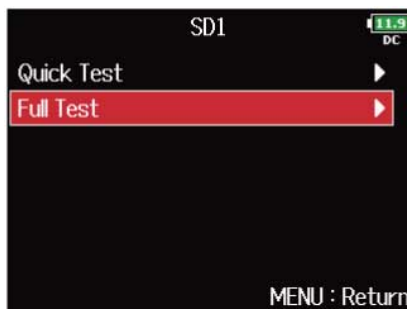 SD1
11.9
DC
Quick Test
Full Test
MENU : Return